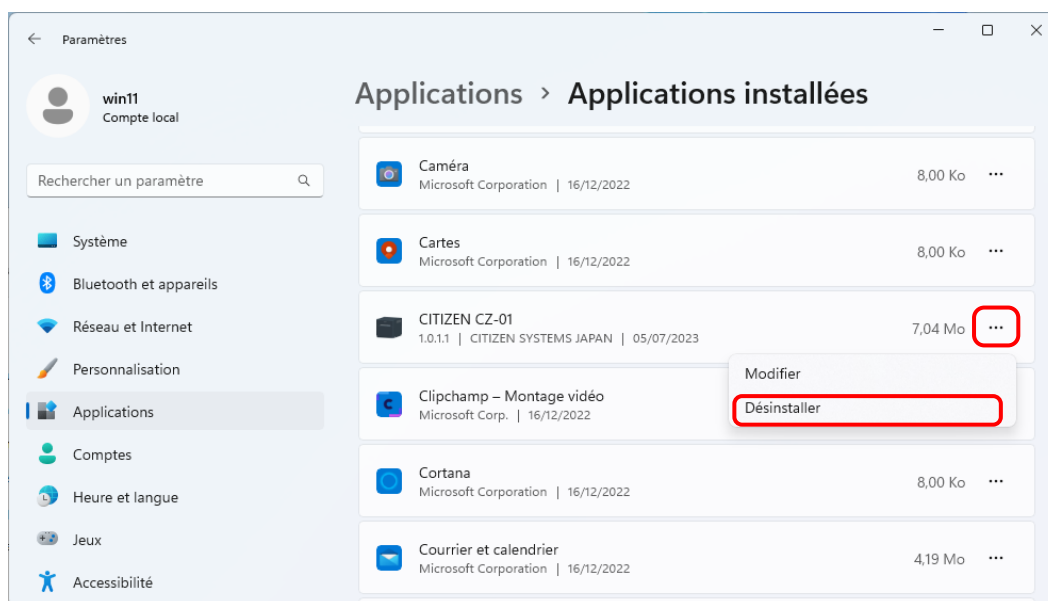 Paramètres
win11
Compte local
Rechercher un paramètre
Système
Bluetooth et appareils
Réseau et Internet
Personnalisation
Applications
Comptes
Heure et langue
Jeux
Accessibilité
Applications > Applications installées
Caméra
Microsoft Corporation | 16/12/2022
8,00 Ko
Cartes
Microsoft Corporation | 16/12/2022
8,00 Ko
CITIZEN CZ-01
1.0.1.1 | CITIZEN SYSTEMS JAPAN | 05/07/2023
7,04 Mo
Modifier
Désinstaller
Clipchamp – Montage vidéo
Microsoft Corp. | 16/12/2022
Cortana
Microsoft Corporation | 16/12/2022
8,00 Ko
Courrier et calendrier
Microsoft Corporation | 16/12/2022
4,19 Mo